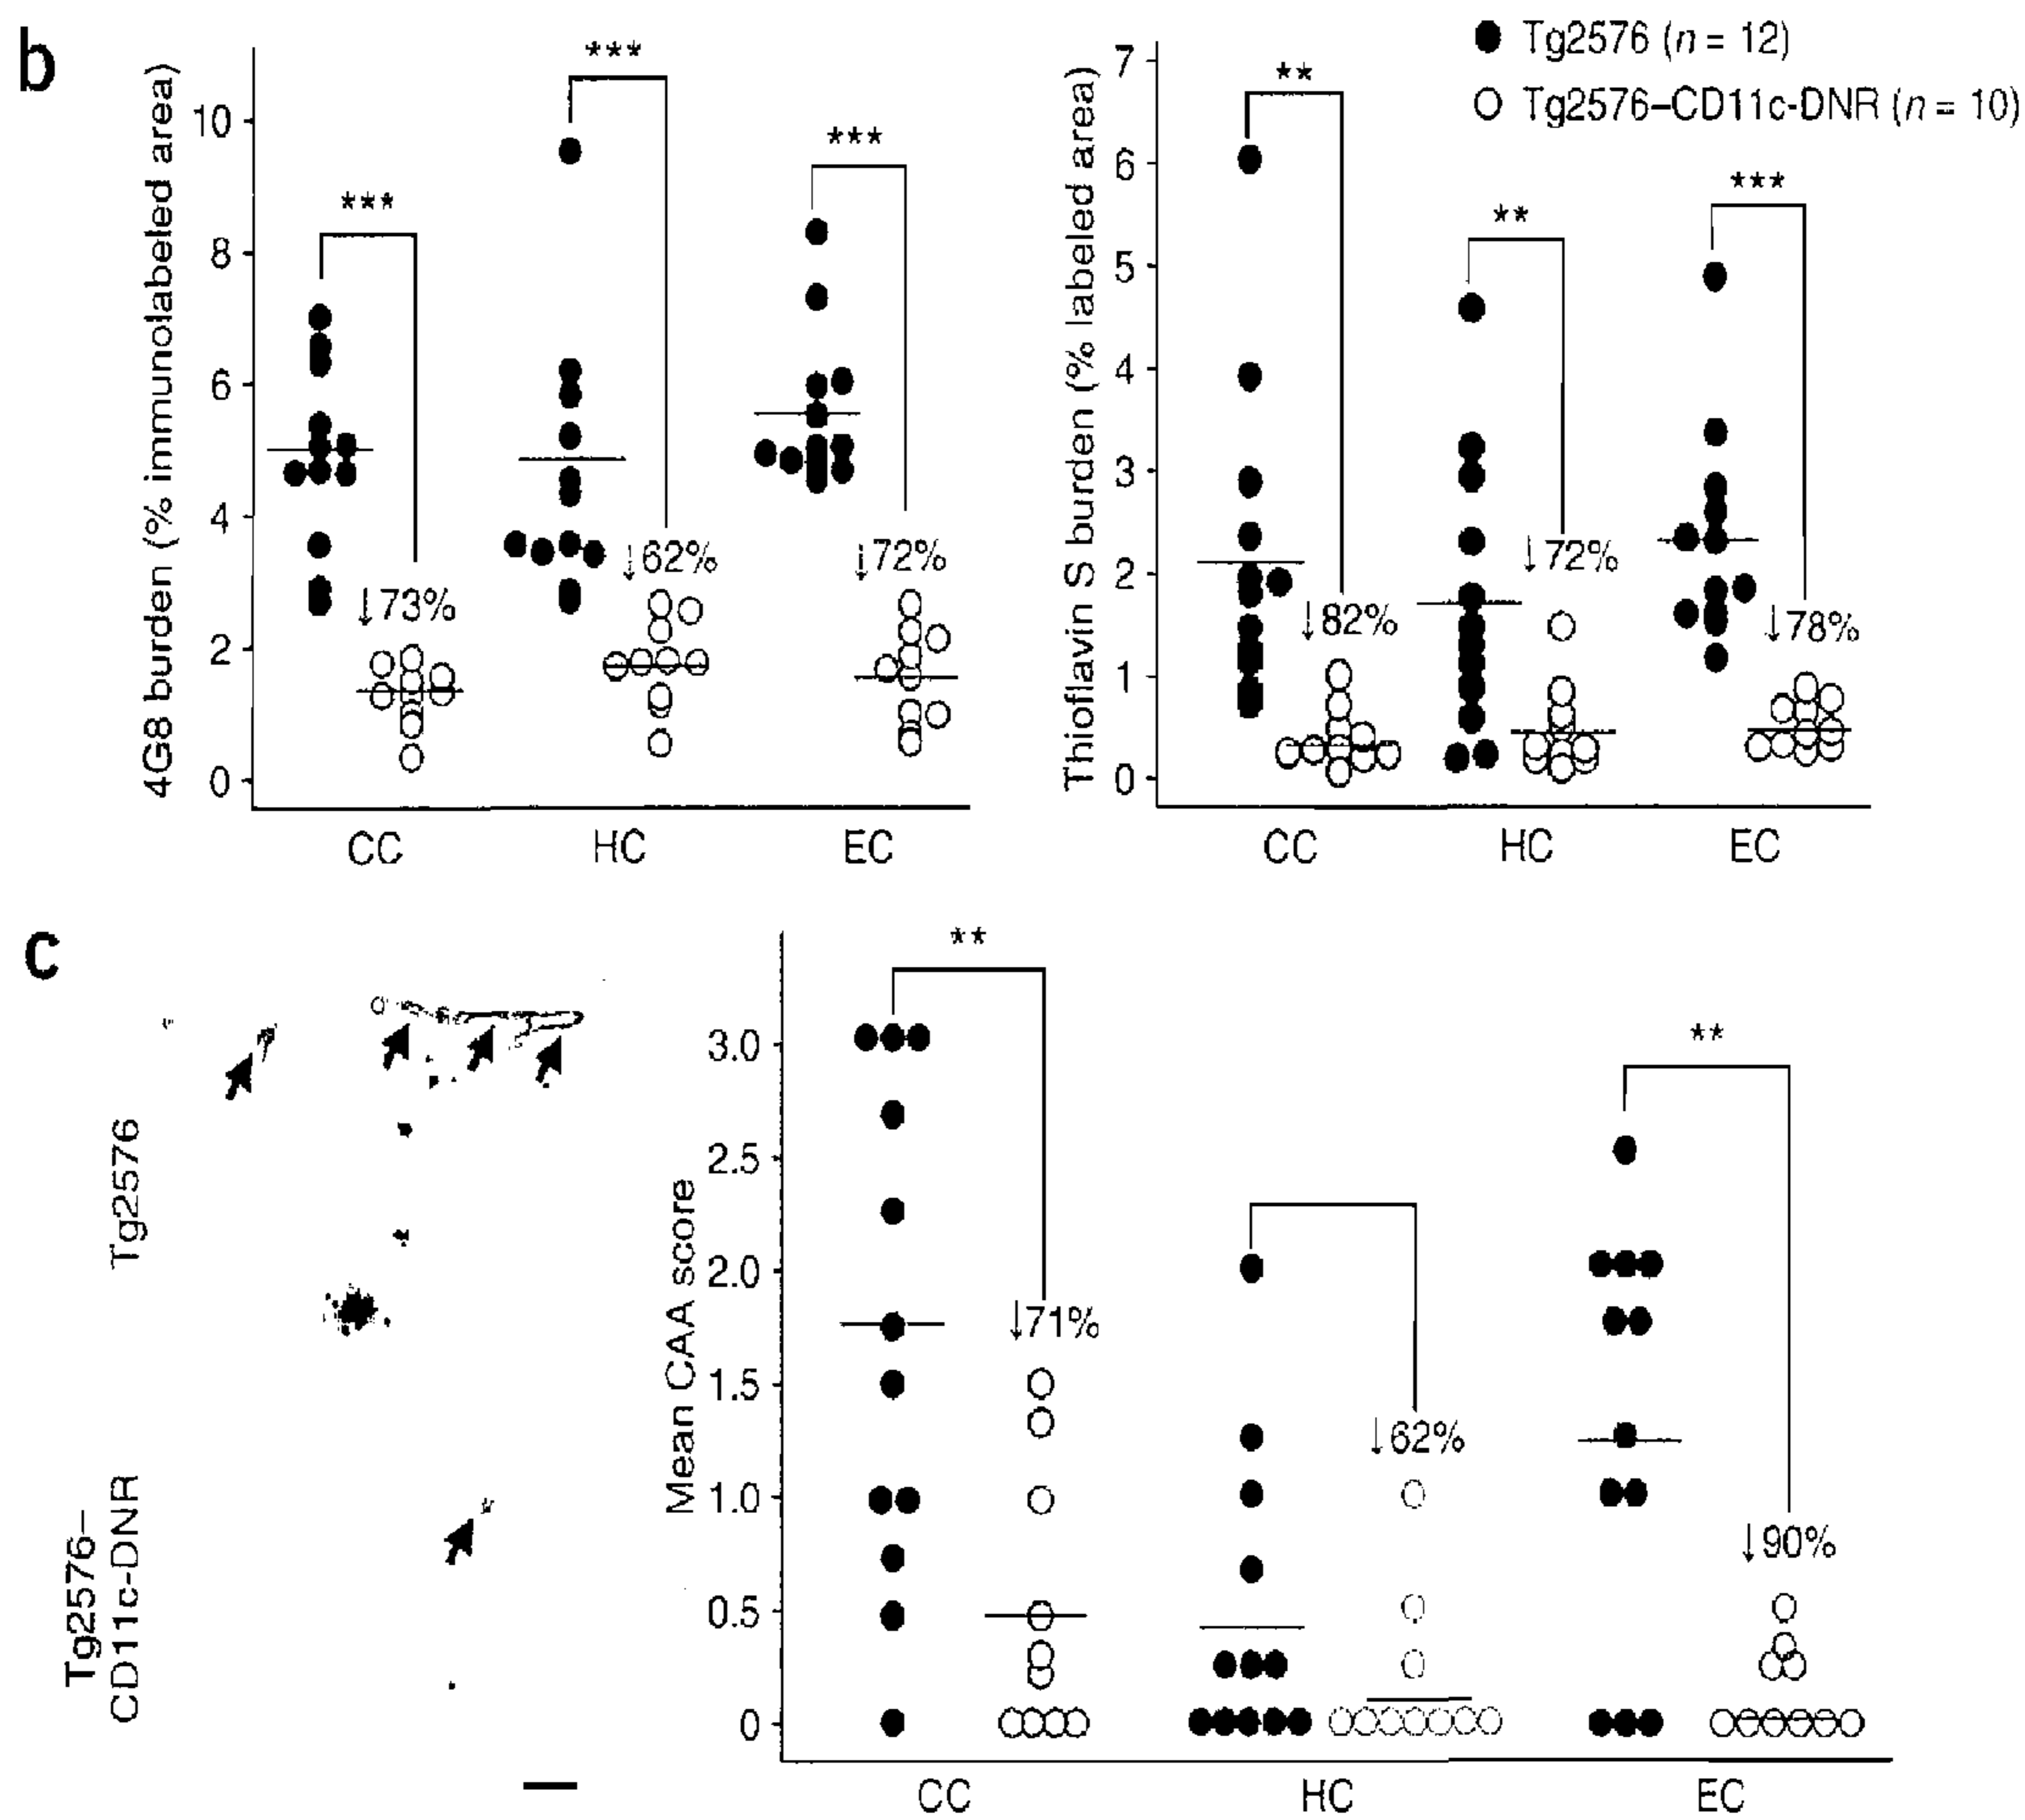 b
4G8 burden (% immunolabeled area)
10
8
6
4
2
0
***
***
***
↓73%
↓62%
↓72%
CC HC EC
Thioflavin S burden (% labeled area)
7
6
5
4
3
2
1
0
Tg2576 (n = 12)
Tg2576–CD11c-DNR (n = 10)
**
**
***
↓82%
↓72%
↓78%
CC HC EC
c
Tg2576
Tg2576–
CD11c-DNR
Mean CAA score
3.0
2.5
2.0
1.5
1.0
0.5
0
**
**
↓71%
↓62%
↓90%
CC HC EC